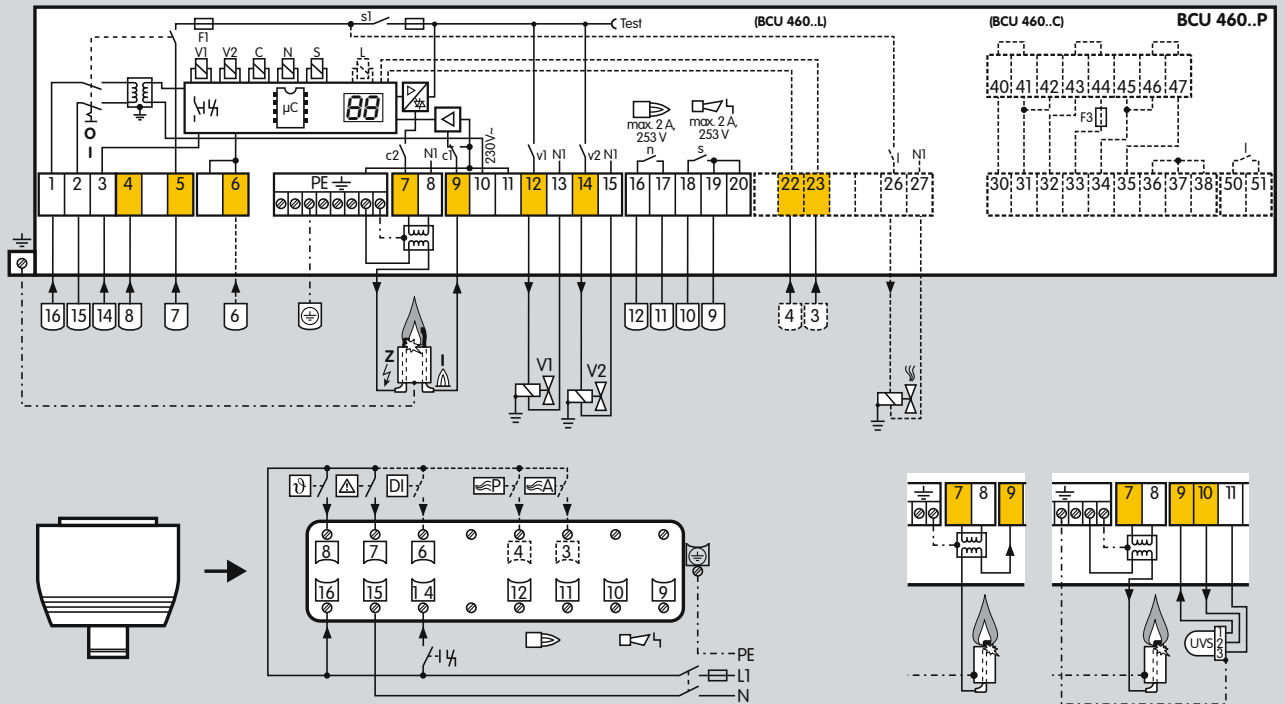 s1
Test
(BCU 460..L)
(BCU 460..C)
BCU 460..P
F1
V1 V2 C N S L
µC
88
40 41 42 43 44 45 46 47
F3
max. 2 A,
253 V
max. 2 A,
253 V
O
I
c2 N1 c1 230V~ v1 N1 v2 N1 n s l N1 l
1 2 3 4 5 6 PE 7 8 9 10 11 12 13 14 15 16 17 18 19 20 22 23 26 27 30 31 32 33 34 35 36 37 38 50 51
16 15 14 8 7 6 12 11 10 9 4 3
Z I
V1 V2
ϑ DI P A
8 7 6 4 3
16 15 14 12 11 10 9
PE
L1
N
7 8 9
7 8 9 10 11
UVS 1 2 3